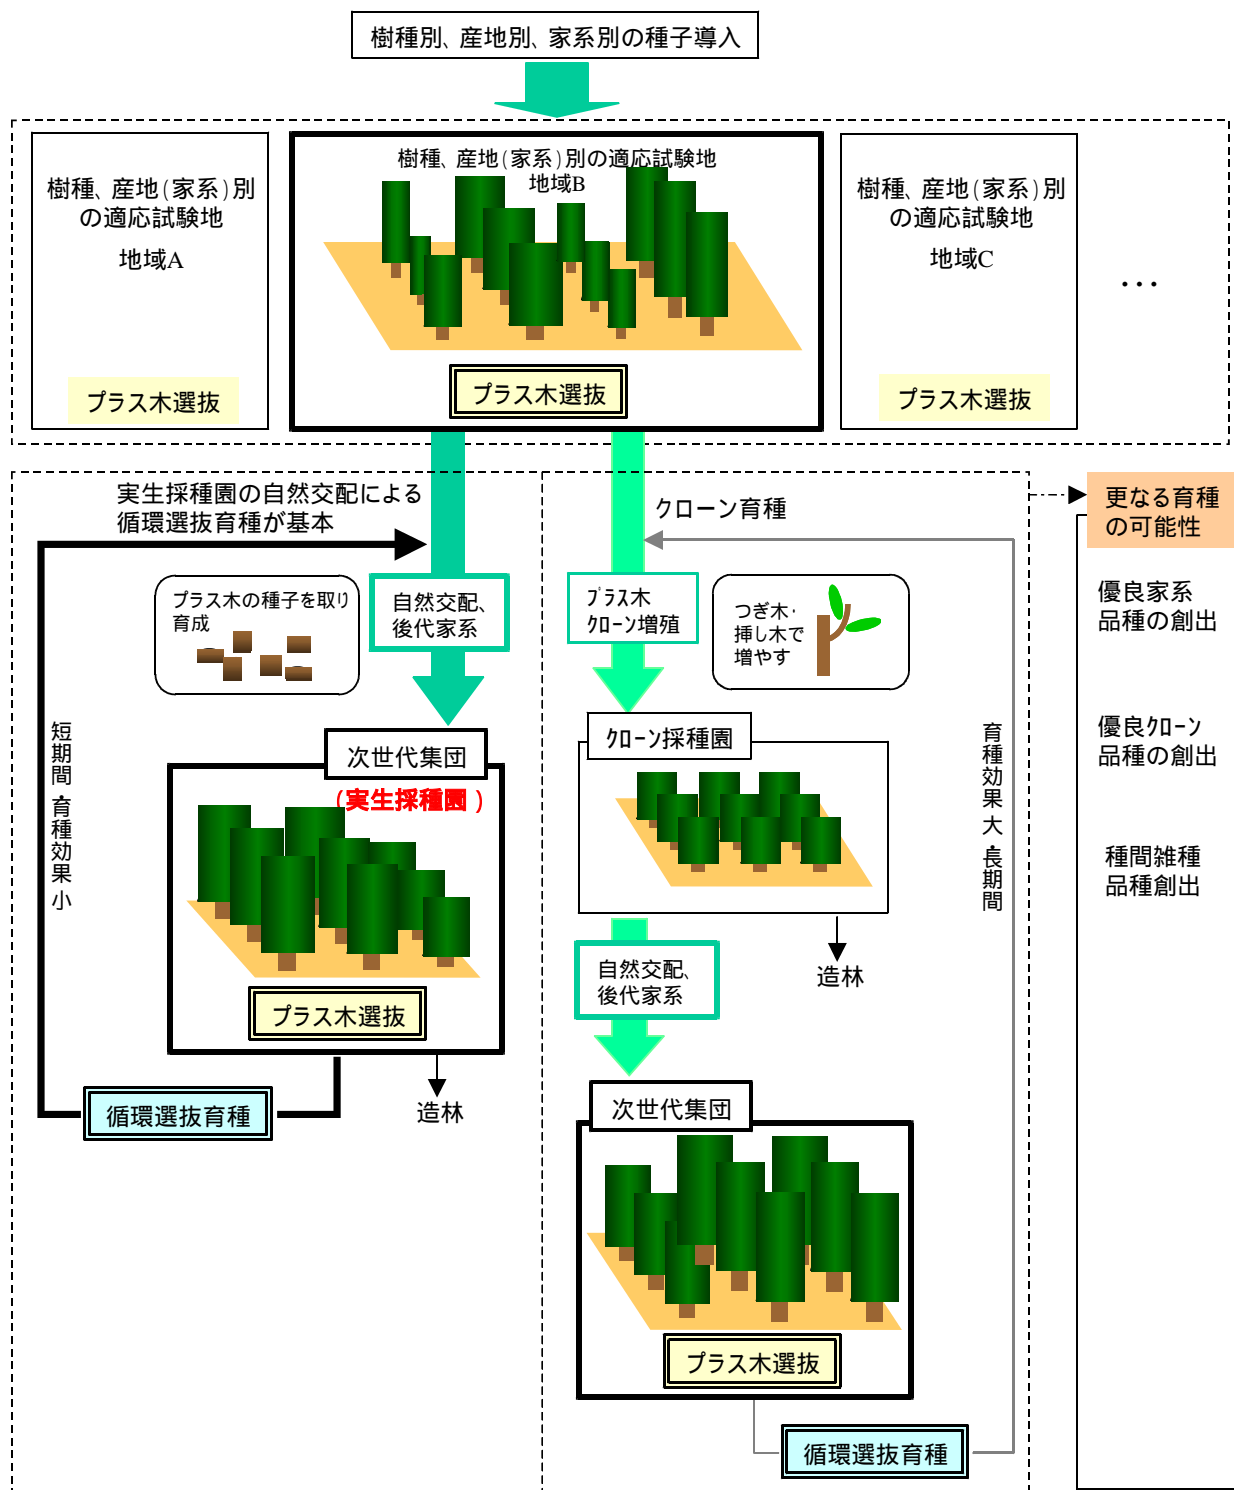 樹種別、産地別、家系別の種子導入
樹種、産地(家系)別
の適応試験地
地域A
プラス木選抜
樹種、産地(家系)別の適応試験地
地域B
プラス木選抜
樹種、産地(家系)別
の適応試験地
地域C
プラス木選抜
・・・
実生採種園の自然交配による
循環選抜育種が基本
プラス木の種子を取り
育成
自然交配、
後代家系
短期間・育種効果小
次世代集団
(実生採種園)
プラス木選抜
循環選抜育種
造林
クローン育種
プラス木
クローン増殖
つぎ木・
挿し木で
増やす
クローン採種園
造林
自然交配、
後代家系
次世代集団
プラス木選抜
循環選抜育種
育種効果大・長期間
更なる育種
の可能性
優良家系
品種の創出
優良クローン
品種の創出
種間雑種
品種創出